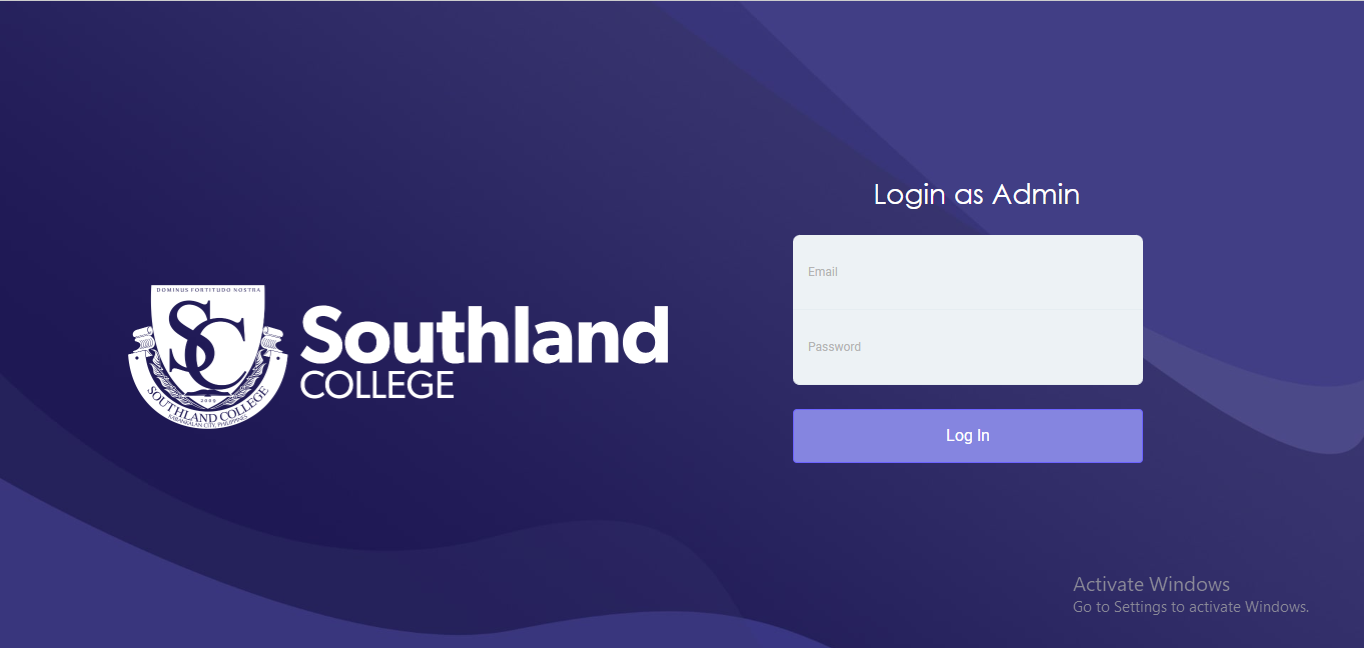 Login as Admin
Email
Password
Log In
DOMINUS FORTITUDO NOSTRA
SC
2009
SOUTHLAND COLLEGE
KABANKALAN CITY, PHILIPPINES
Southland
COLLEGE
Activate Windows
Go to Settings to activate Windows.